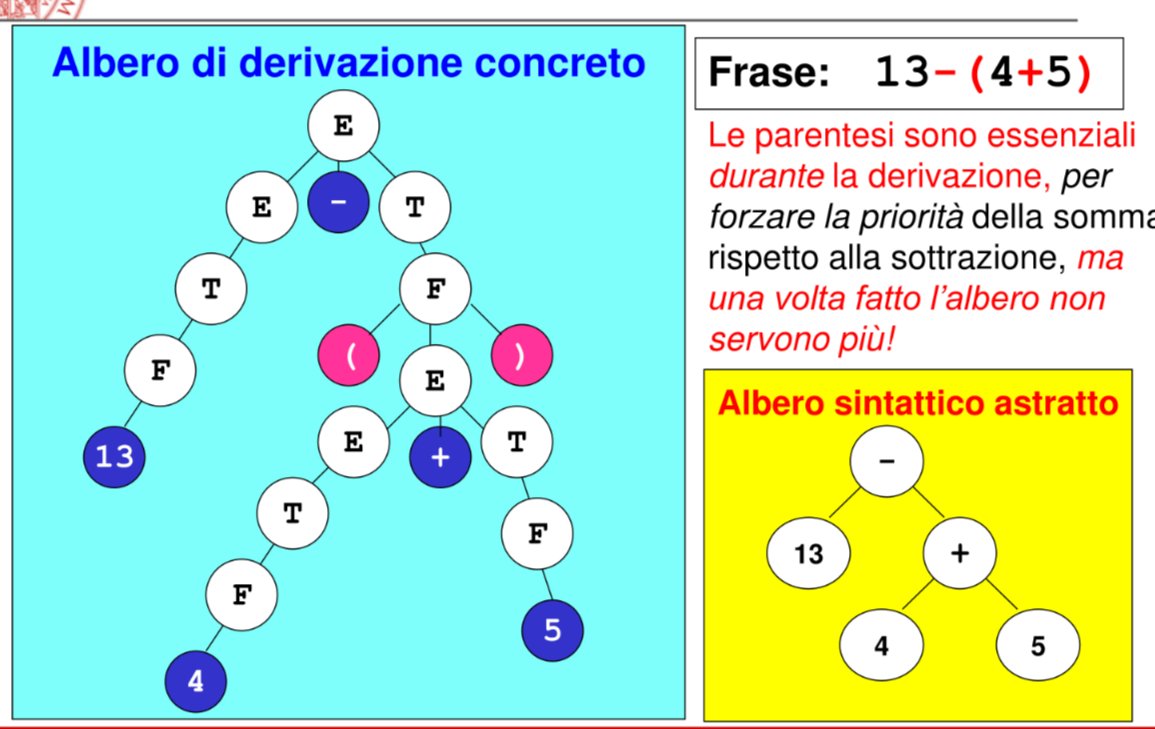 Albero di derivazione concreto
E
E - T
T F
( )
F E
E + T
13
T
F
F
5
4
Frase: 13-(4+5)
Le parentesi sono essenziali
durante la derivazione, per
forzare la priorità della somma
rispetto alla sottrazione, ma
una volta fatto l'albero non
servono più!
Albero sintattico astratto
-
13 +
4 5